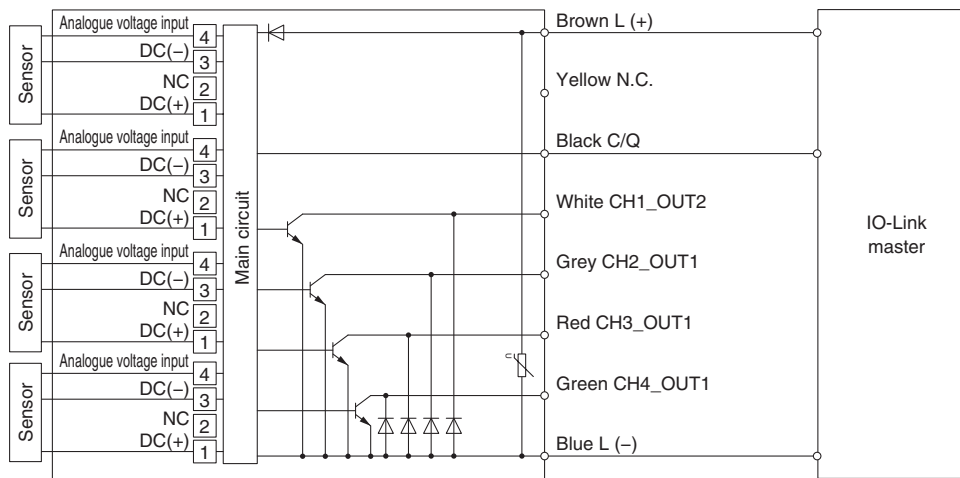 Sensor
Analogue voltage input 4
DC(−) 3
NC 2
DC(+) 1
Sensor
Analogue voltage input 4
DC(−) 3
NC 2
DC(+) 1
Sensor
Analogue voltage input 4
DC(−) 3
NC 2
DC(+) 1
Sensor
Analogue voltage input 4
DC(−) 3
NC 2
DC(+) 1
Main circuit
Brown L (+)
Yellow N.C.
Black C/Q
White CH1_OUT2
Grey CH2_OUT1
Red CH3_OUT1
Green CH4_OUT1
Blue L (−)
IO-Link
master